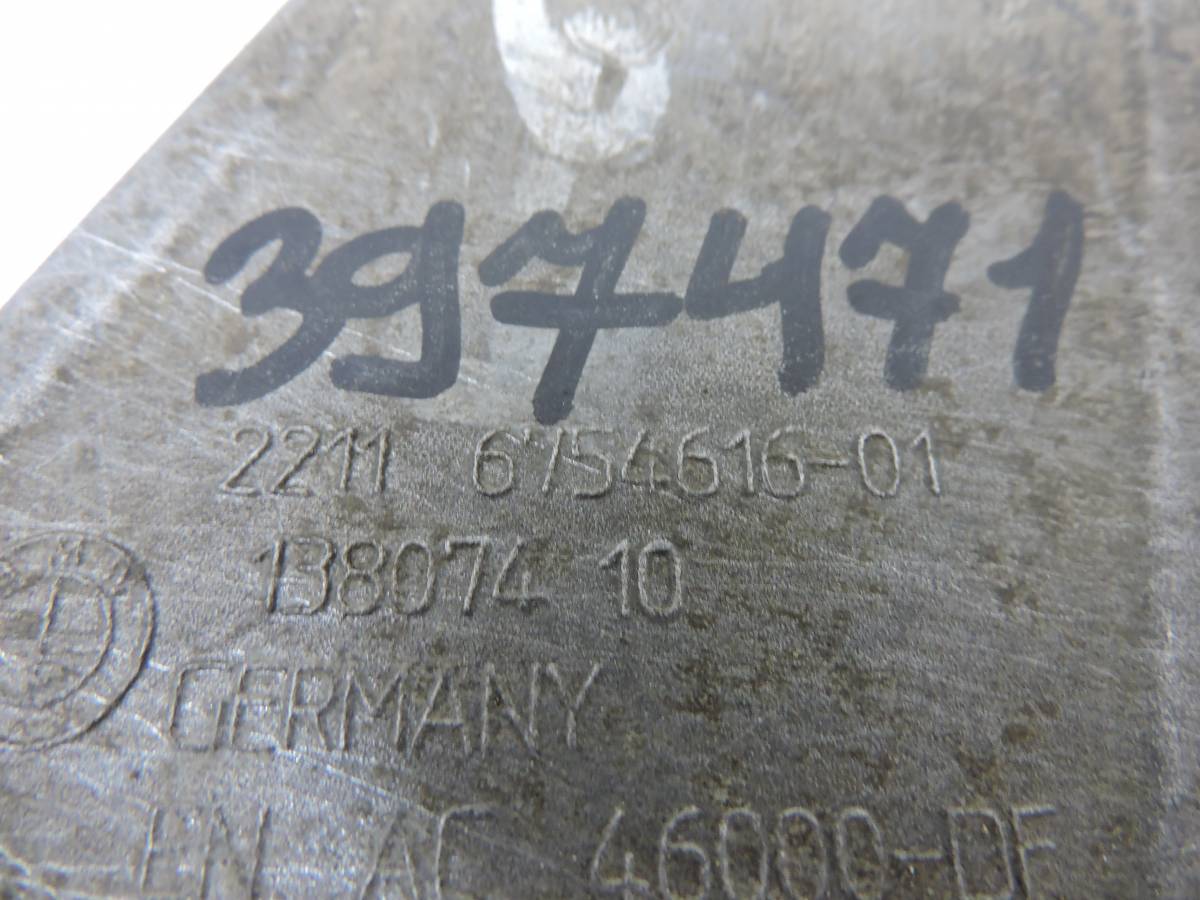 397471
2211 6754616-01
138074 10
GERMANY
EN AC 46000-DF